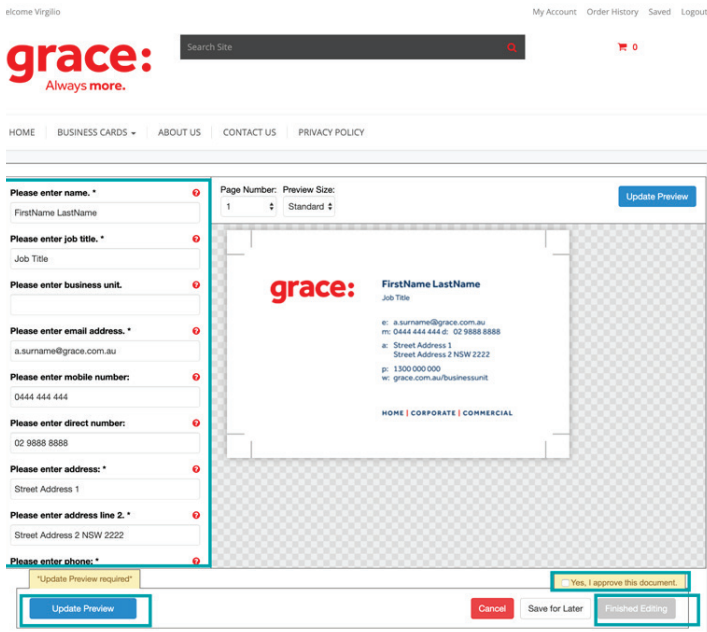 elcome Virgilio
My Account Order History Saved Logout
grace:
Always more.
Search Site
0
HOME BUSINESS CARDS ABOUT US CONTACT US PRIVACY POLICY
Please enter name. *
FirstName LastName
Please enter job title. *
Job Title
Please enter business unit.
Please enter email address. *
a.surname@grace.com.au
Please enter mobile number:
0444 444 444
Please enter direct number:
02 9888 8888
Please enter address: *
Street Address 1
Please enter address line 2. *
Street Address 2 NSW 2222
Please enter phone: *
Page Number: Preview Size:
1 Standard
Update Preview
grace:
FirstName LastName
Job Title
e: a.surname@grace.com.au
m: 0444 444 444 d: 02 9888 8888
a: Street Address 1
Street Address 2 NSW 2222
p: 1300 000 000
w: grace.com.au/businessunit
HOME | CORPORATE | COMMERCIAL
"Update Preview required"
Yes, I approve this document.
Update Preview
Cancel Save for Later Finished Editing